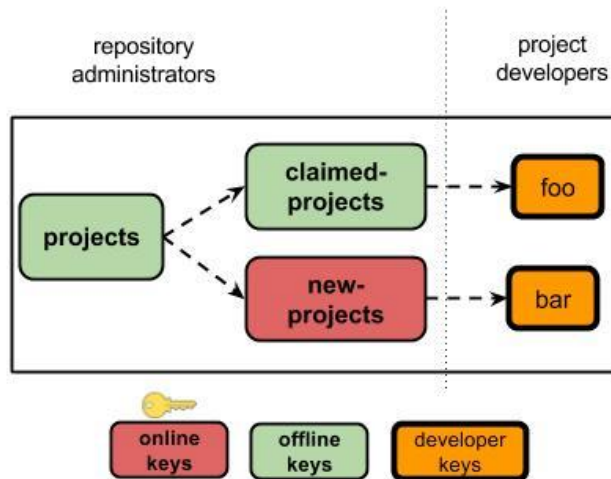 repository
administrators
project
developers
projects
claimed-
projects
new-
projects
foo
bar
online
keys
offline
keys
developer
keys